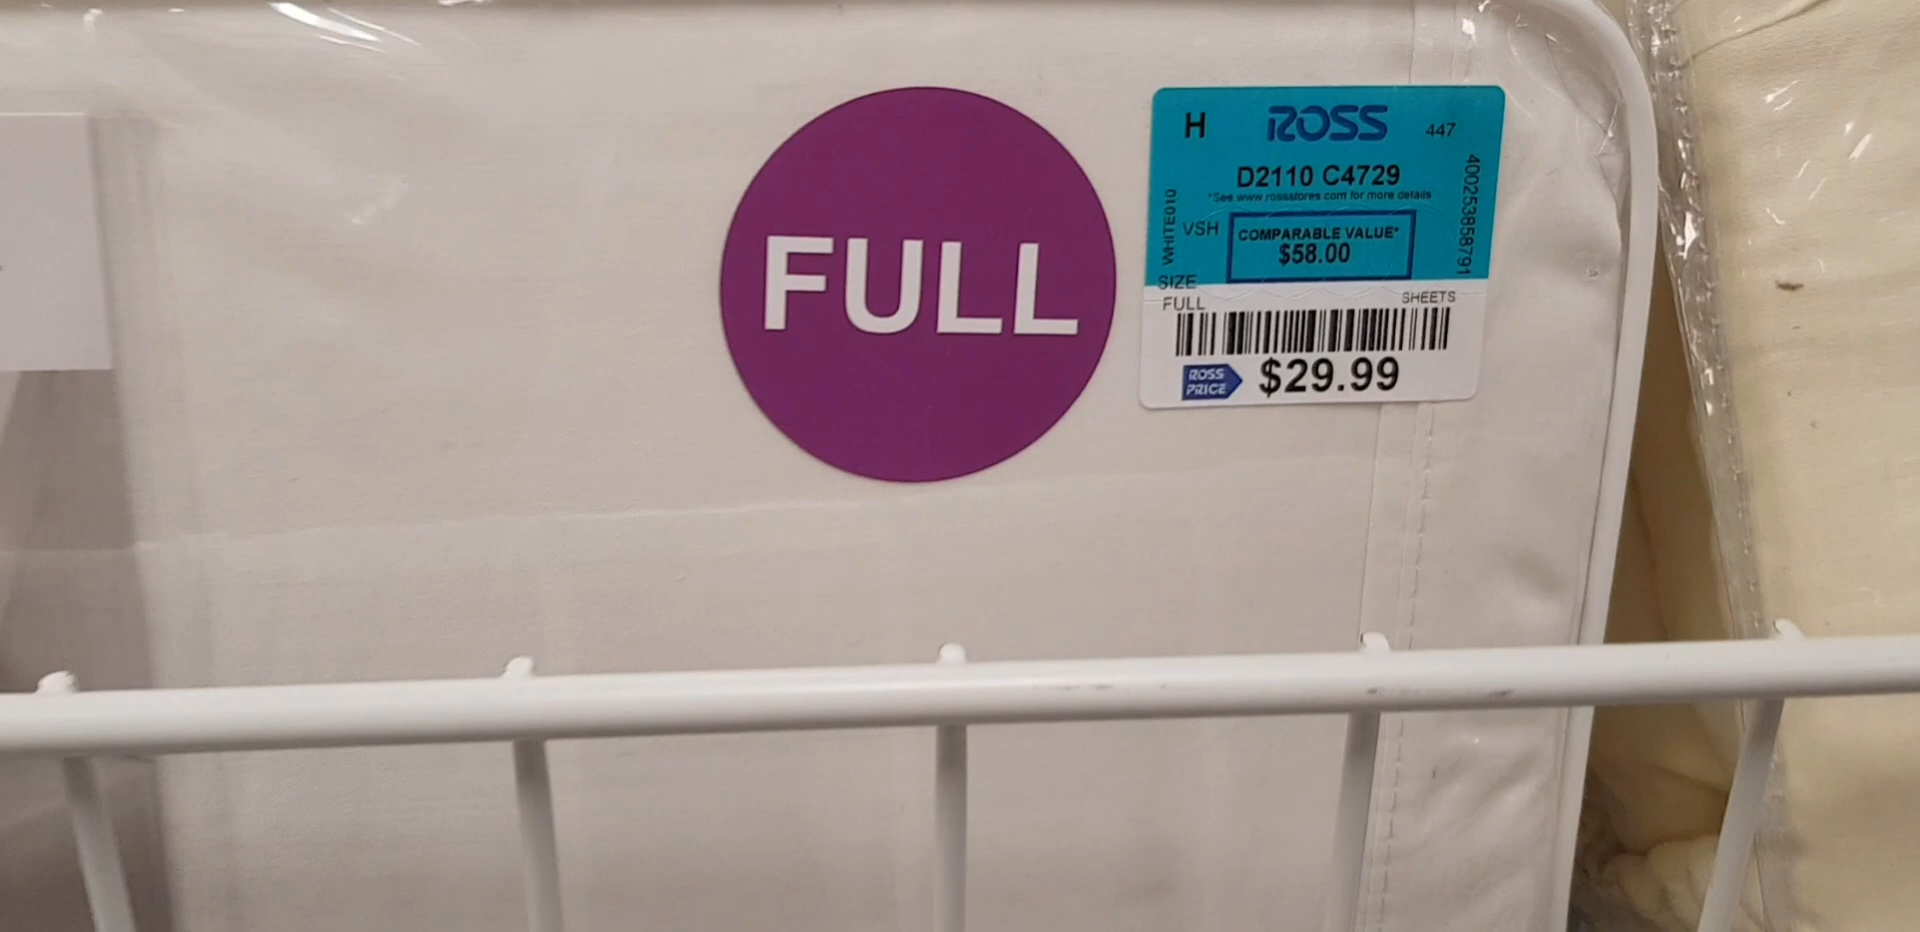 FULL
H ROSS 447
D2110 C4729
*See www.rossstores.com for more details
WHITE010
VSH
COMPARABLE VALUE*
$58.00
400253858791
SIZE
FULL
SHEETS
ROSS
PRICE
$29.99